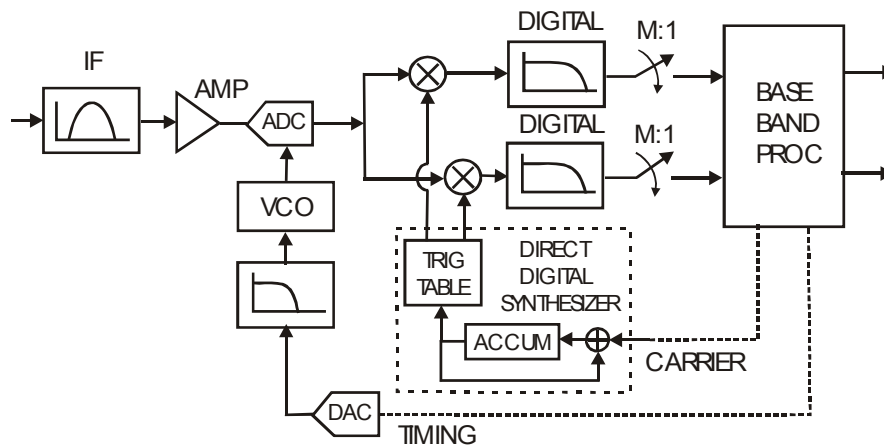 DIGITAL
M:1
IF
AMP
ADC
BASE
BAND
PROC
DIGITAL
M:1
VCO
TRIG
TABLE
DIRECT
DIGITAL
SYNTHESIZER
ACCUM
CARRIER
DAC
TIMING